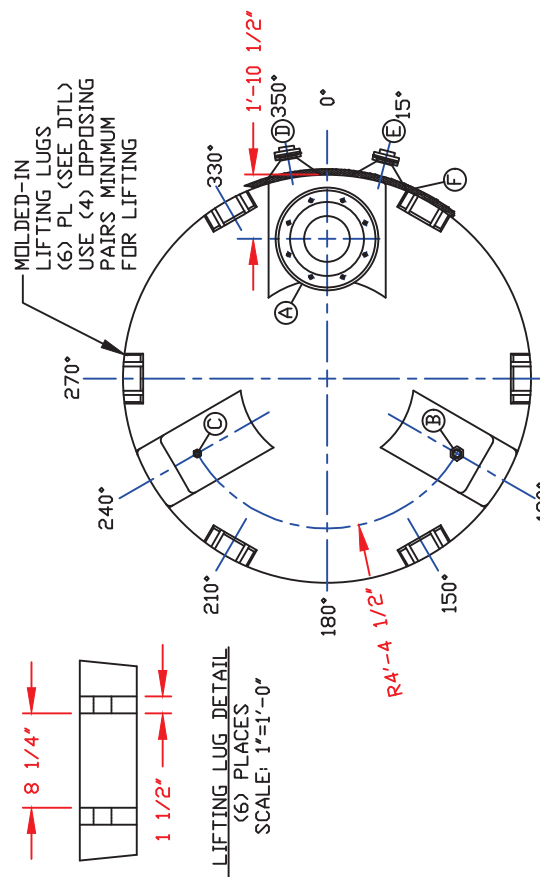 MOLDED-IN
LIFTING LUGS
(6) PL (SEE DTL)
USE (4) OPPOSING
PAIRS MINIMUM
FOR LIFTING
1'-10 1/2"
330°
D 350°
0°
E 15°
F
A
270°
C
240°
B
210°
180°
150°
R4'-4 1/2"
8 1/4"
1 1/2"
LIFTING LUG DETAIL
(6) PLACES
SCALE: 1"=1'-0"